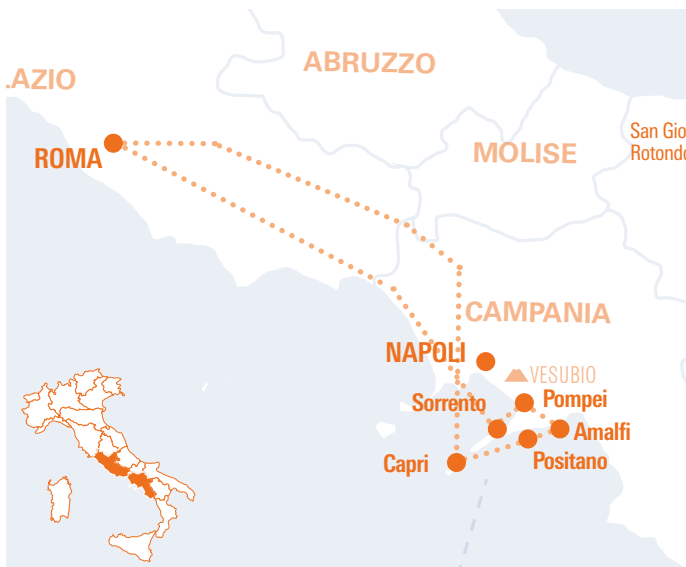 ABRUZZO
LAZIO
San Gio
Rotondo
MOLISE
ROMA
CAMPANIA
NAPOLI
VESUBIO
Sorrento
Pompei
Amalfi
Capri
Positano